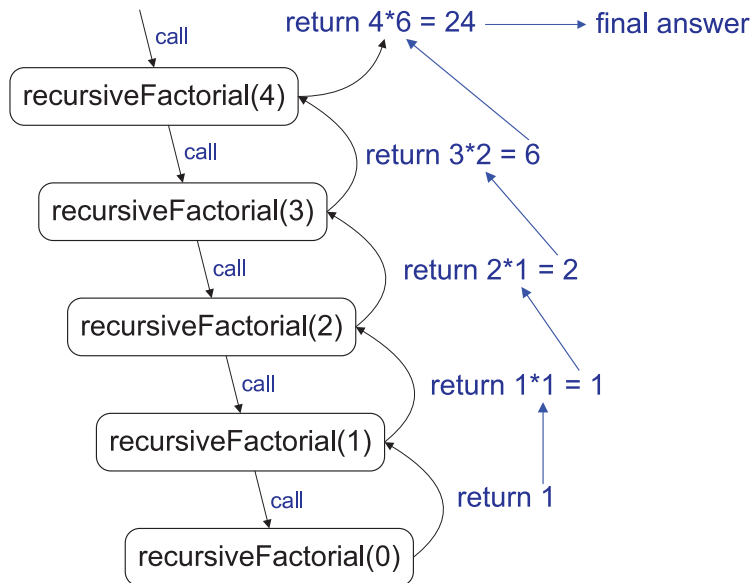 call
return 4*6 = 24
final answer
recursiveFactorial(4)
call
return 3*2 = 6
recursiveFactorial(3)
call
return 2*1 = 2
recursiveFactorial(2)
call
return 1*1 = 1
recursiveFactorial(1)
call
return 1
recursiveFactorial(0)